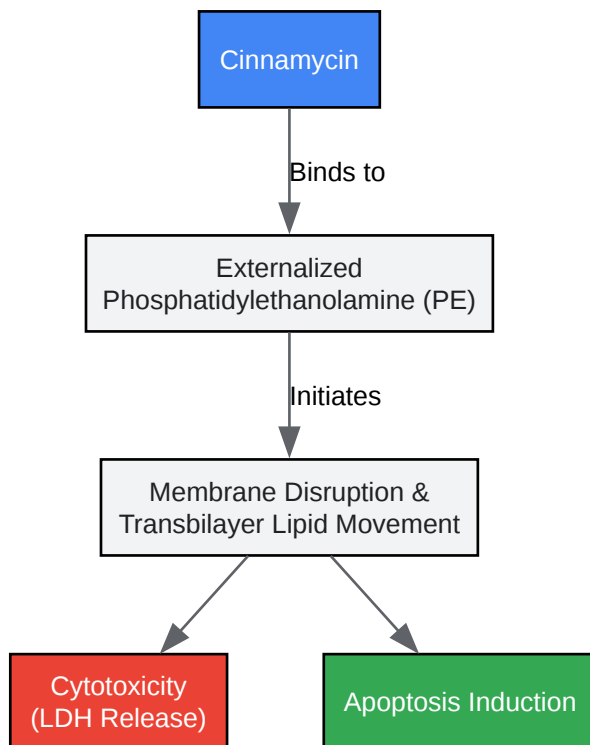 Cinnamycin
Binds to
Externalized
Phosphatidylethanolamine (PE)
Initiates
Membrane Disruption &
Transbilayer Lipid Movement
Cytotoxicity
(LDH Release)
Apoptosis Induction